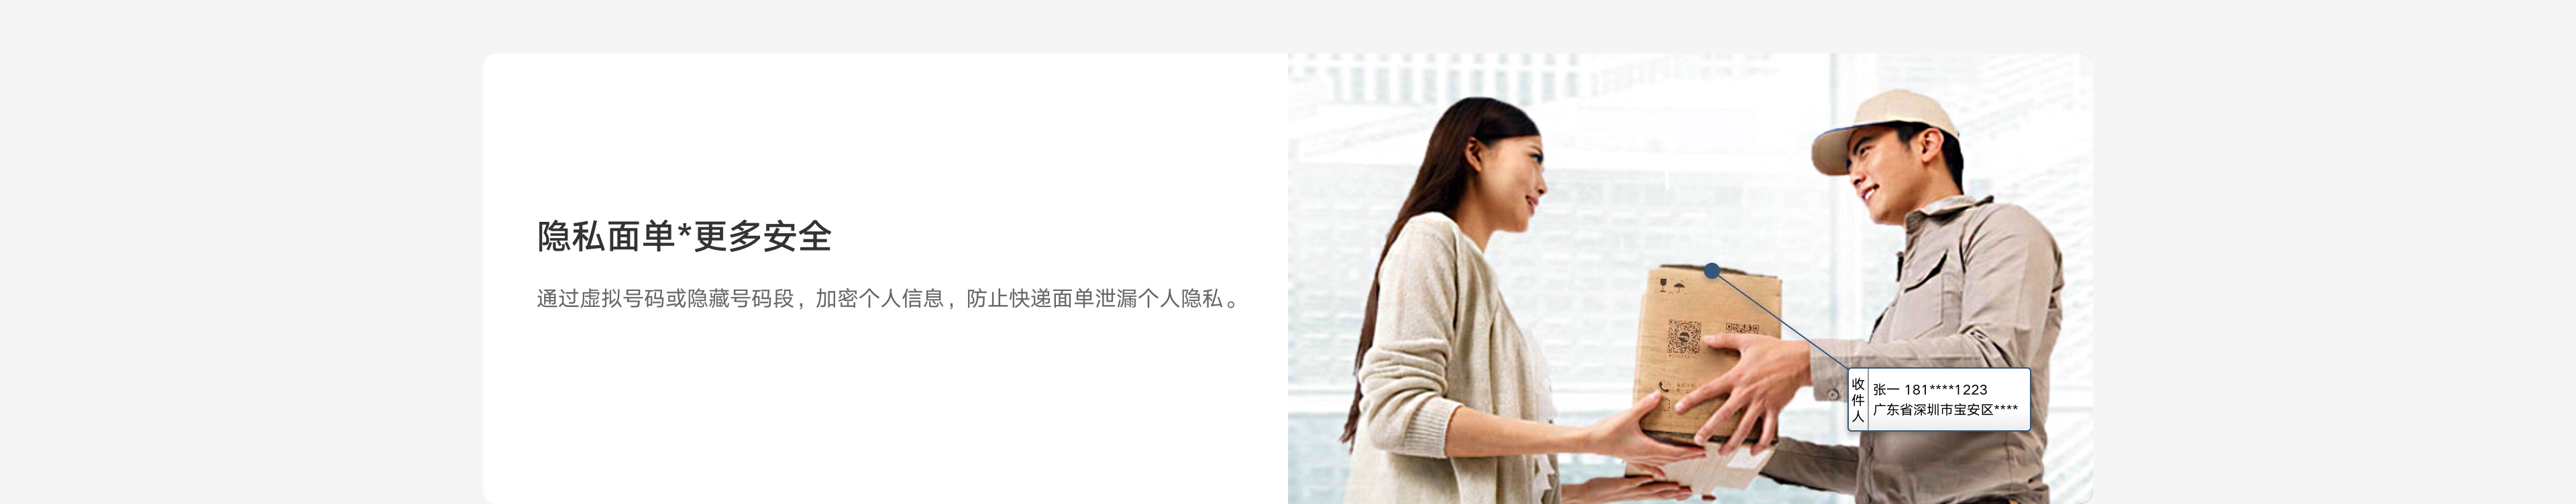 隐私面单*更多安全
通过虚拟号码或隐藏号码段，加密个人信息，防止快递面单泄漏个人隐私。
收件人
张一 181****1223
广东省深圳市宝安区****